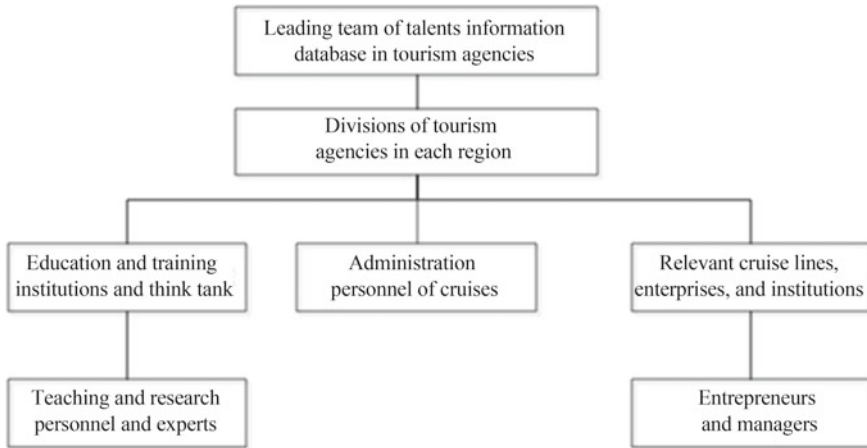 Leading team of talents information
database in tourism agencies
Divisions of tourism
agencies in each region
Education and training
institutions and think tank
Administration
personnel of cruises
Relevant cruise lines,
enterprises, and institutions
Teaching and research
personnel and experts
Entrepreneurs
and managers